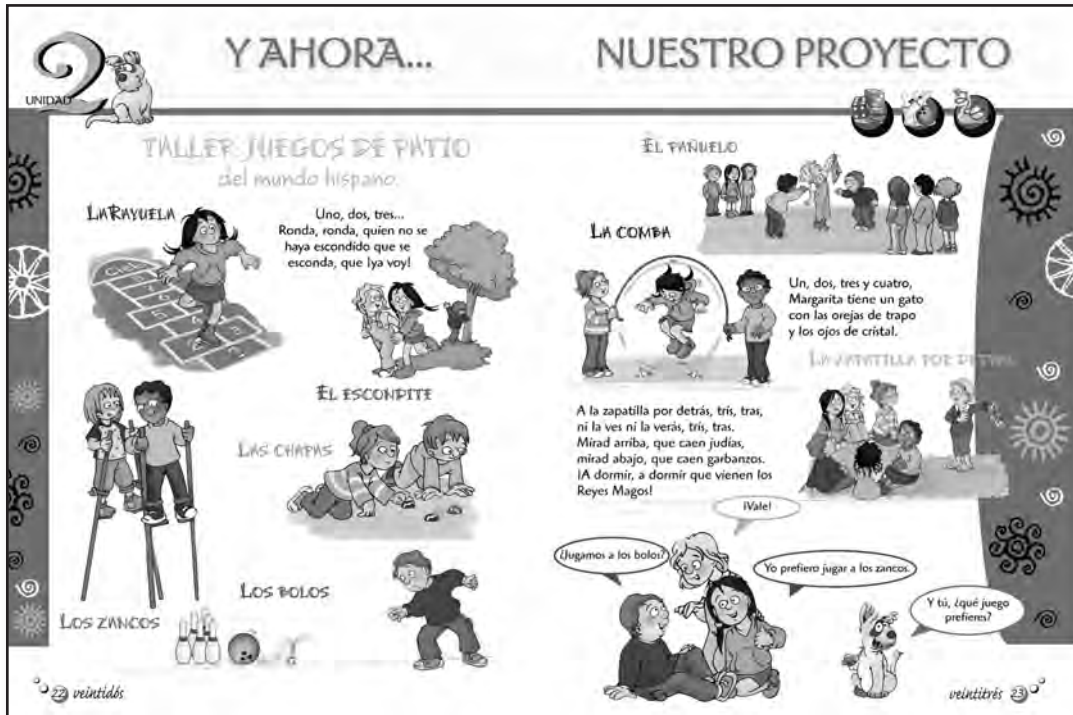 2
UNIDAD
Y AHORA...
TALLER JUEGOS DE PATIO
del mundo hispano.
LA RAYUELA
CIELO
Uno, dos, tres...
Ronda, ronda, quien no se
haya escondido que se
esconda, que ¡ya voy!
EL ESCONDITE
LAS CHAPAS
LOS ZANCOS
LOS BOLOS
22 veintidós
NUESTRO PROYECTO
EL PAÑUELO
LA COMBA
Un, dos, tres y cuatro,
Margarita tiene un gato
con las orejas de trapo
y los ojos de cristal.
LA ZAPATILLA POR DETRÁS
A la zapatilla por detrás, trís, tras,
ni la ves ni la verás, trís, tras.
Mirad arriba, que caen judías,
mirad abajo, que caen garbanzos.
¡A dormir, a dormir que vienen los
Reyes Magos!
¡Vale!
¿Jugamos a los bolos?
Yo prefiero jugar a los zancos.
Y tú, ¿qué juego
prefieres?
veintitrés 23